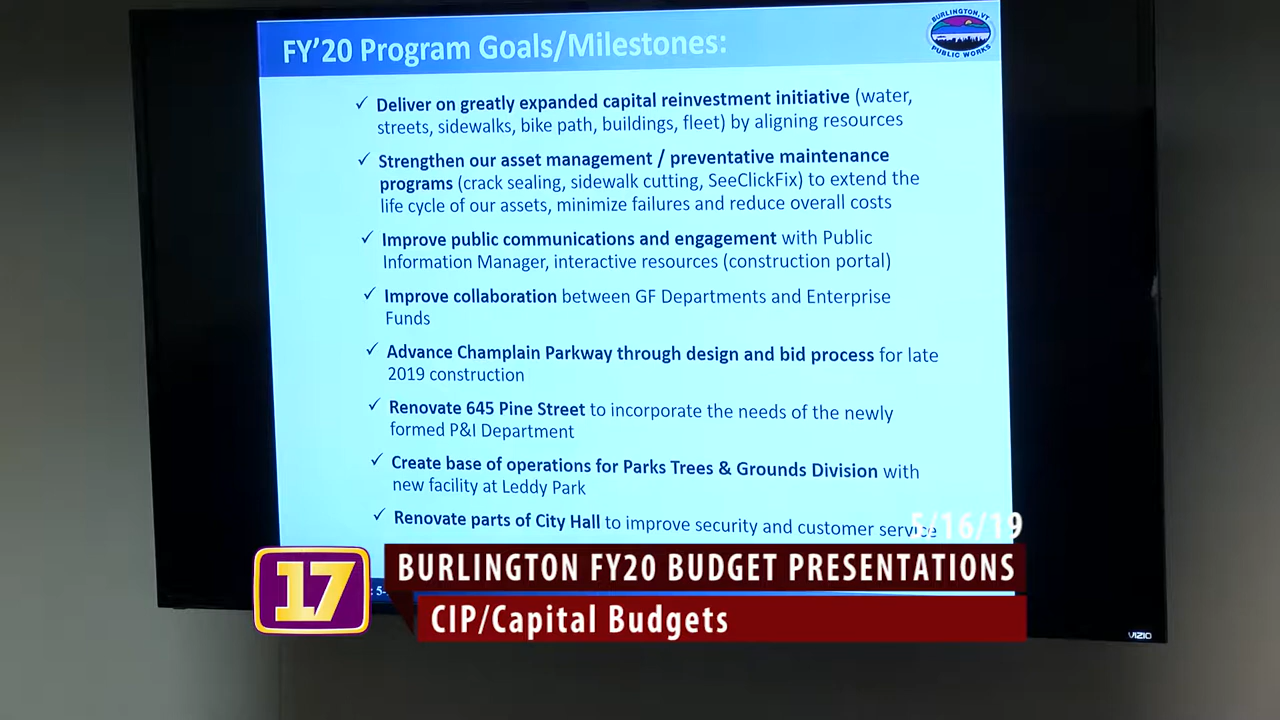 FY'20 Program Goals/Milestones:
BURLINGTON, VT
PUBLIC WORKS
✓ Deliver on greatly expanded capital reinvestment initiative (water,
streets, sidewalks, bike path, buildings, fleet) by aligning resources
✓ Strengthen our asset management / preventative maintenance
programs (crack sealing, sidewalk cutting, SeeClickFix) to extend the
life cycle of our assets, minimize failures and reduce overall costs
✓ Improve public communications and engagement with Public
Information Manager, interactive resources (construction portal)
✓ Improve collaboration between GF Departments and Enterprise
Funds
✓ Advance Champlain Parkway through design and bid process for late
2019 construction
✓ Renovate 645 Pine Street to incorporate the needs of the newly
formed P&I Department
✓ Create base of operations for Parks Trees & Grounds Division with
new facility at Leddy Park
✓ Renovate parts of City Hall to improve security and customer service
5/16/19
17
BURLINGTON FY20 BUDGET PRESENTATIONS
CIP/Capital Budgets
VIZIO